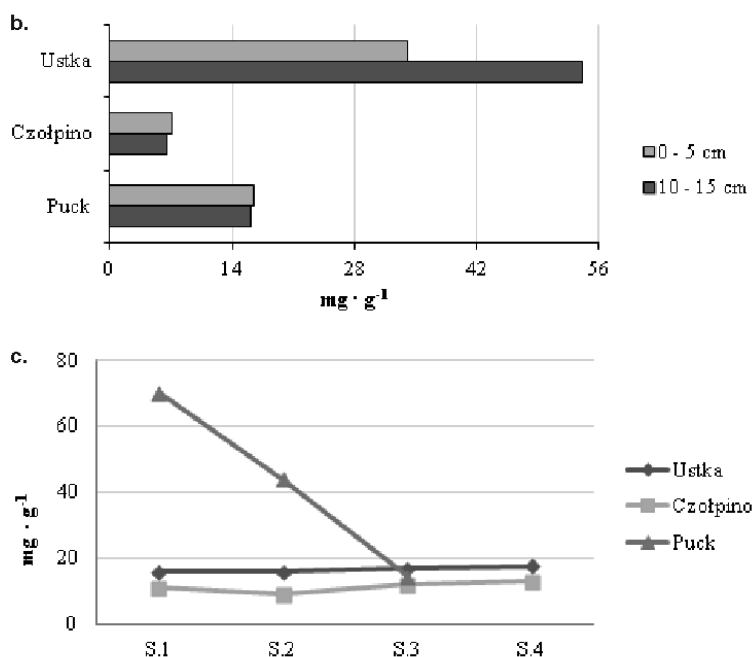 b.
Ustka
Czołpino
Puck
0 - 5 cm
10 - 15 cm
0 14 28 42 56
mg · g-1
c.
80
60
40
20
0
mg · g-1
S.1 S.2 S.3 S.4
Ustka
Czołpino
Puck